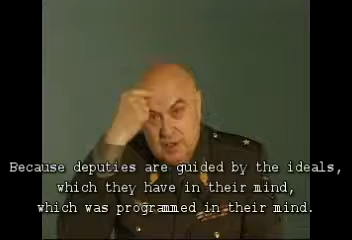 Because deputies are guided by the ideals,
which they have in their mind,
which was programmed in their mind.